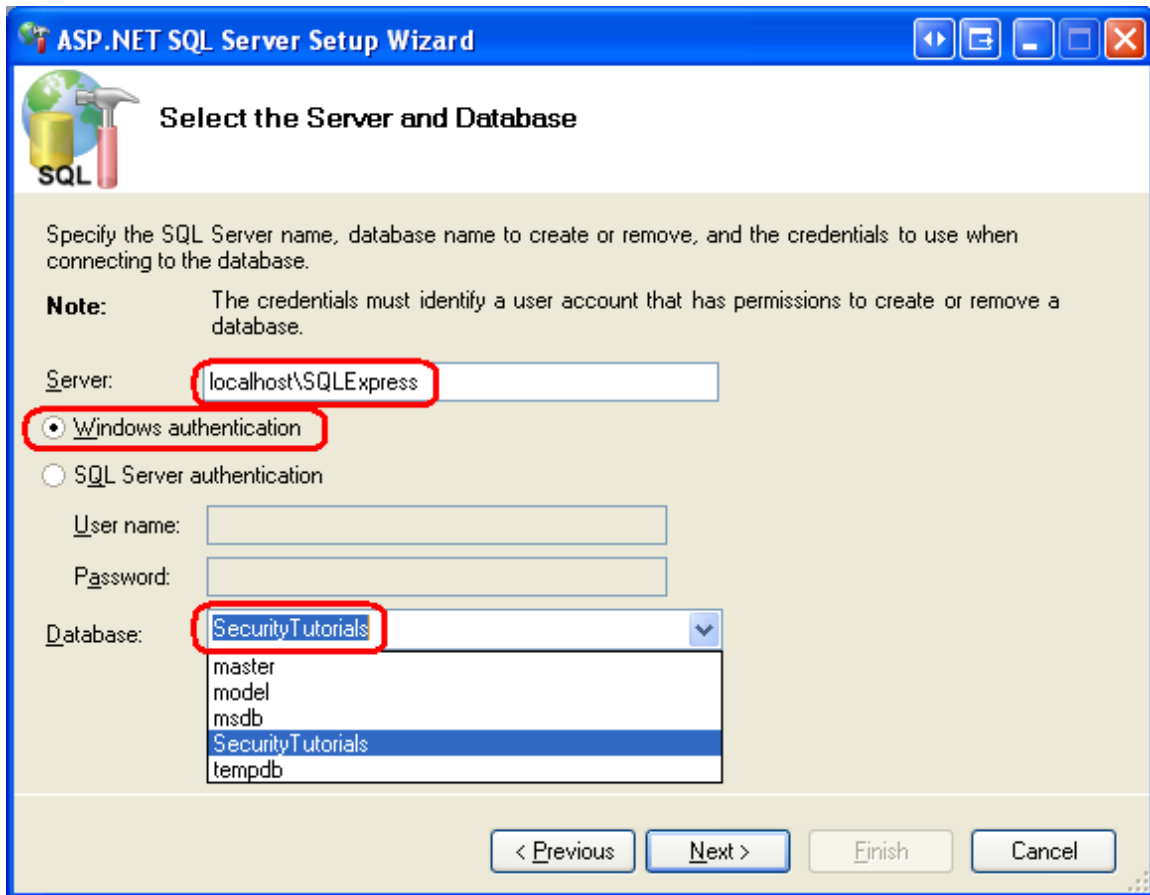 ASP.NET SQL Server Setup Wizard
Select the Server and Database
SQL
Specify the SQL Server name, database name to create or remove, and the credentials to use when
connecting to the database.
Note: The credentials must identify a user account that has permissions to create or remove a
database.
Server: localhost\SQLExpress
Windows authentication
SQL Server authentication
User name:
Password:
Database: SecurityTutorials
master
model
msdb
SecurityTutorials
tempdb
< Previous Next > Finish Cancel